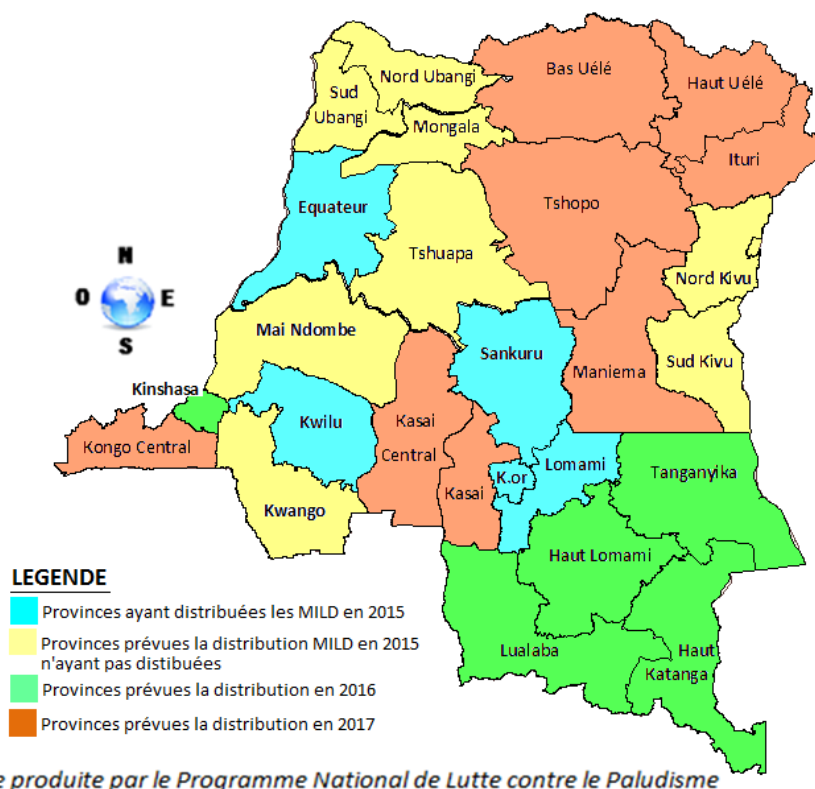 Nord Ubangi
Bas Uélé
Haut Uélé
Sud
Ubangi
Mongala
Ituri
Equateur
Tshopo
Tshuapa
Nord Kivu
N
O
E
S
Mai Ndombe
Sankuru
Sud Kivu
Maniema
Kinshasa
Kwilu
Kasai
Central
Kongo Central
Lomami
K.or
Kasai
Tanganyika
Kwango
Haut Lomami
Lualaba
Haut
Katanga
LEGENDE
Provinces ayant distribuées les MILD en 2015
Provinces prévues la distribution MILD en 2015
n'ayant pas distibuées
Provinces prévues la distribution en 2016
Provinces prévues la distribution en 2017
e produite par le Programme National de Lutte contre le Paludisme